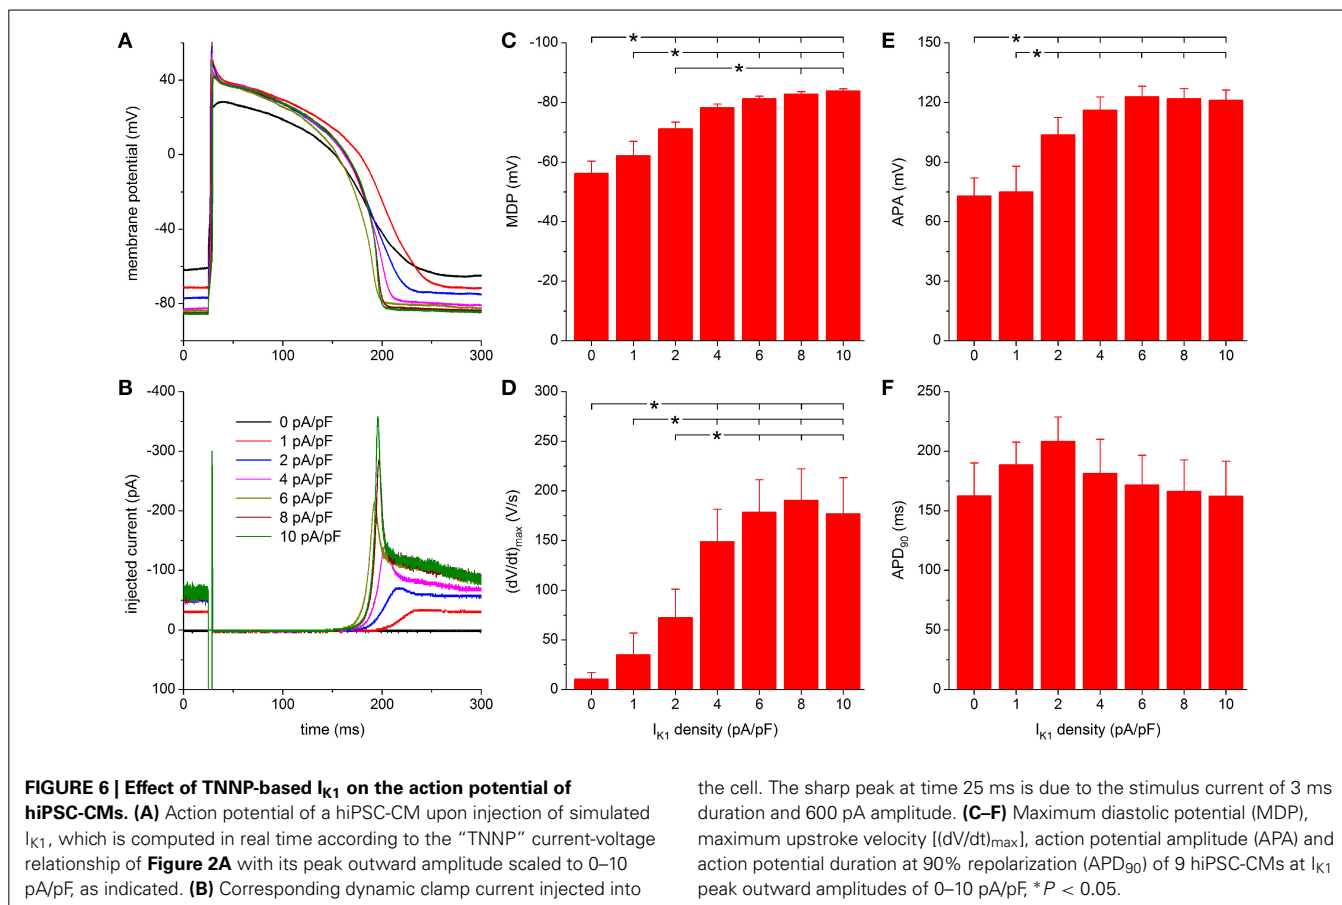 A
C
E
membrane potential (mV)
40
0
-40
-80
0
100
200
300
MDP (mV)
-100
-80
-60
-40
-20
0
*
*
*
0 1 2 4 6 8 10
APA (mV)
150
120
90
60
30
0
*
*
0 1 2 4 6 8 10
B
D
F
injected current (pA)
-400
-300
-200
-100
0
100
0 pA/pF
1 pA/pF
2 pA/pF
4 pA/pF
6 pA/pF
8 pA/pF
10 pA/pF
0
100
200
300
time (ms)
(dV/dt)max (V/s)
300
250
200
150
100
50
0
*
*
*
0 1 2 4 6 8 10
IK1 density (pA/pF)
APD90 (ms)
250
200
150
100
50
0
0 1 2 4 6 8 10
IK1 density (pA/pF)
FIGURE 6 | Effect of TNNP-based IK1 on the action potential of
hiPSC-CMs. (A) Action potential of a hiPSC-CM upon injection of simulated
IK1, which is computed in real time according to the “TNNP” current-voltage
relationship of Figure 2A with its peak outward amplitude scaled to 0–10
pA/pF, as indicated. (B) Corresponding dynamic clamp current injected into
the cell. The sharp peak at time 25 ms is due to the stimulus current of 3 ms
duration and 600 pA amplitude. (C–F) Maximum diastolic potential (MDP),
maximum upstroke velocity [(dV/dt)max], action potential amplitude (APA) and
action potential duration at 90% repolarization (APD90) of 9 hiPSC-CMs at IK1
peak outward amplitudes of 0–10 pA/pF, *P < 0.05.